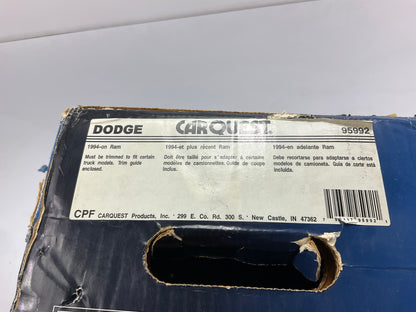 DODGE CARQUEST 95992
1994-on Ram 1994-et plus récent Ram 1994-en adelante Ram
Must be trimmed to fit certain Doit être taillé pour s'adapter à certains Debe recortarse para adaptarse a ciertos
truck models. Trim guide modèles de camionnettes. Guide de coupe modelos de camioneta. Guía de corte está
enclosed. inclus. incluida.
CPF CARQUEST Products, Inc. · 299 E. Co. Rd. 300 S. · New Castle, IN 47362